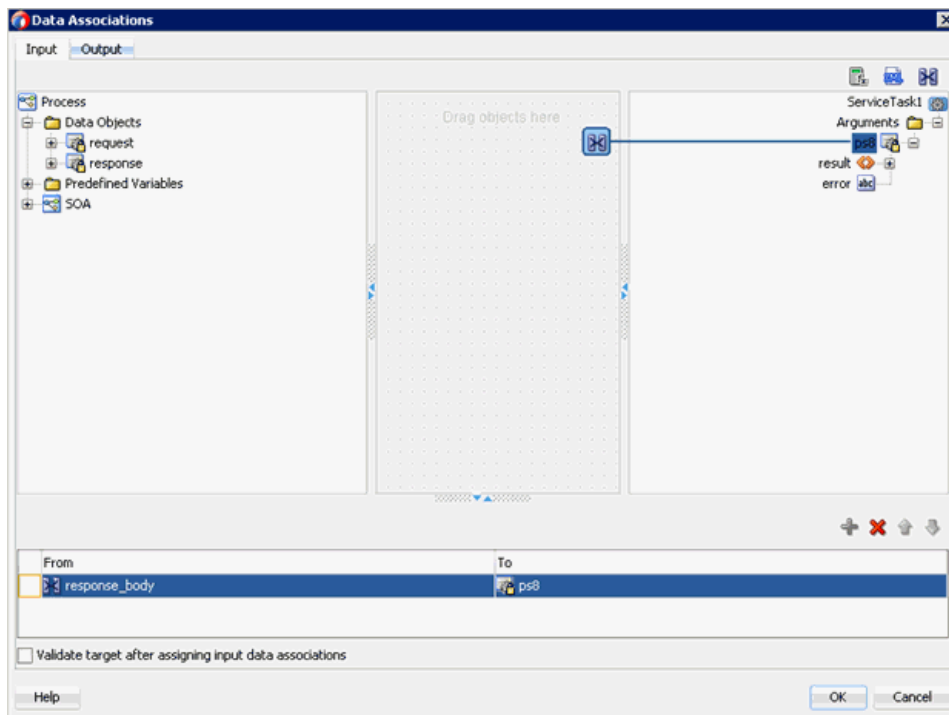 Data Associations
Input Output
Process
Data Objects
request
response
Predefined Variables
SOA
Drag objects here
ServiceTask1
Arguments
ps8
result
error abc
From To
response_body ps8
Validate target after assigning input data associations
Help OK Cancel